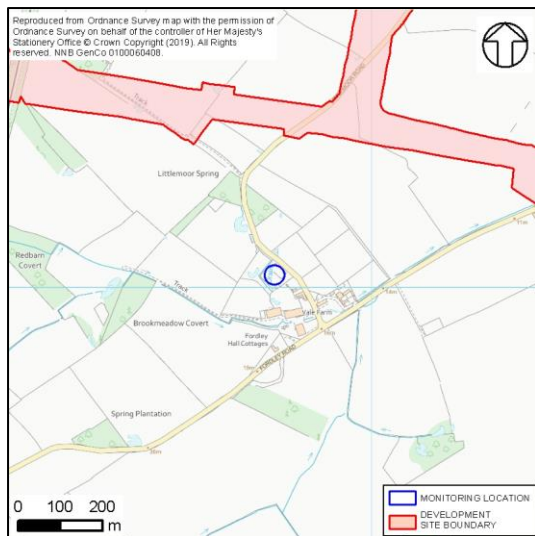 Reproduced from Ordnance Survey map with the permission of
Ordnance Survey on behalf of the controller of Her Majesty's
Stationery Office © Crown Copyright (2019). All Rights
reserved. NNB GenCo 0100060408.
Track
ROAD
Littlemoor Spring
Redbarn
Covert
Track
Brookmeadow Covert
Vale Farm
Fordley
Hall Cottages
FORDLEY ROAD
Spring Plantation
0 100 200
m
MONITORING LOCATION
DEVELOPMENT
SITE BOUNDARY